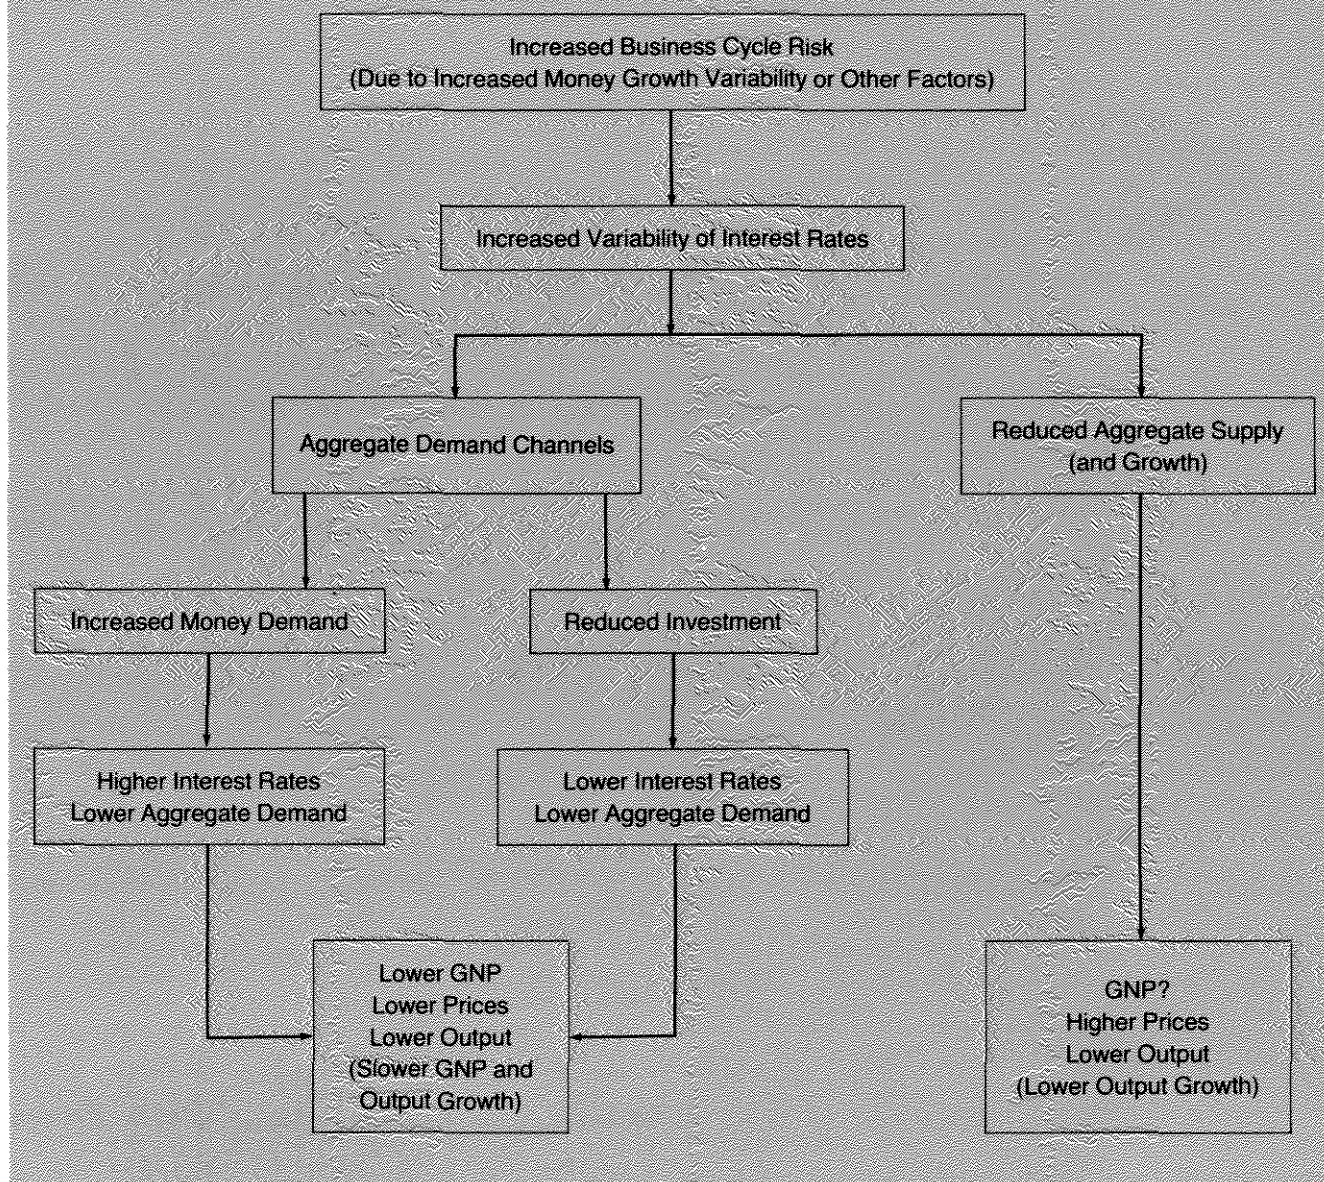 Increased Business Cycle Risk
(Due to Increased Money Growth Variability or Other Factors)
Increased Variability of Interest Rates
Aggregate Demand Channels
Reduced Aggregate Supply
(and Growth)
Increased Money Demand
Reduced Investment
Higher Interest Rates
Lower Aggregate Demand
Lower Interest Rates
Lower Aggregate Demand
Lower GNP
Lower Prices
Lower Output
(Slower GNP and
Output Growth)
GNP?
Higher Prices
Lower Output
(Lower Output Growth)